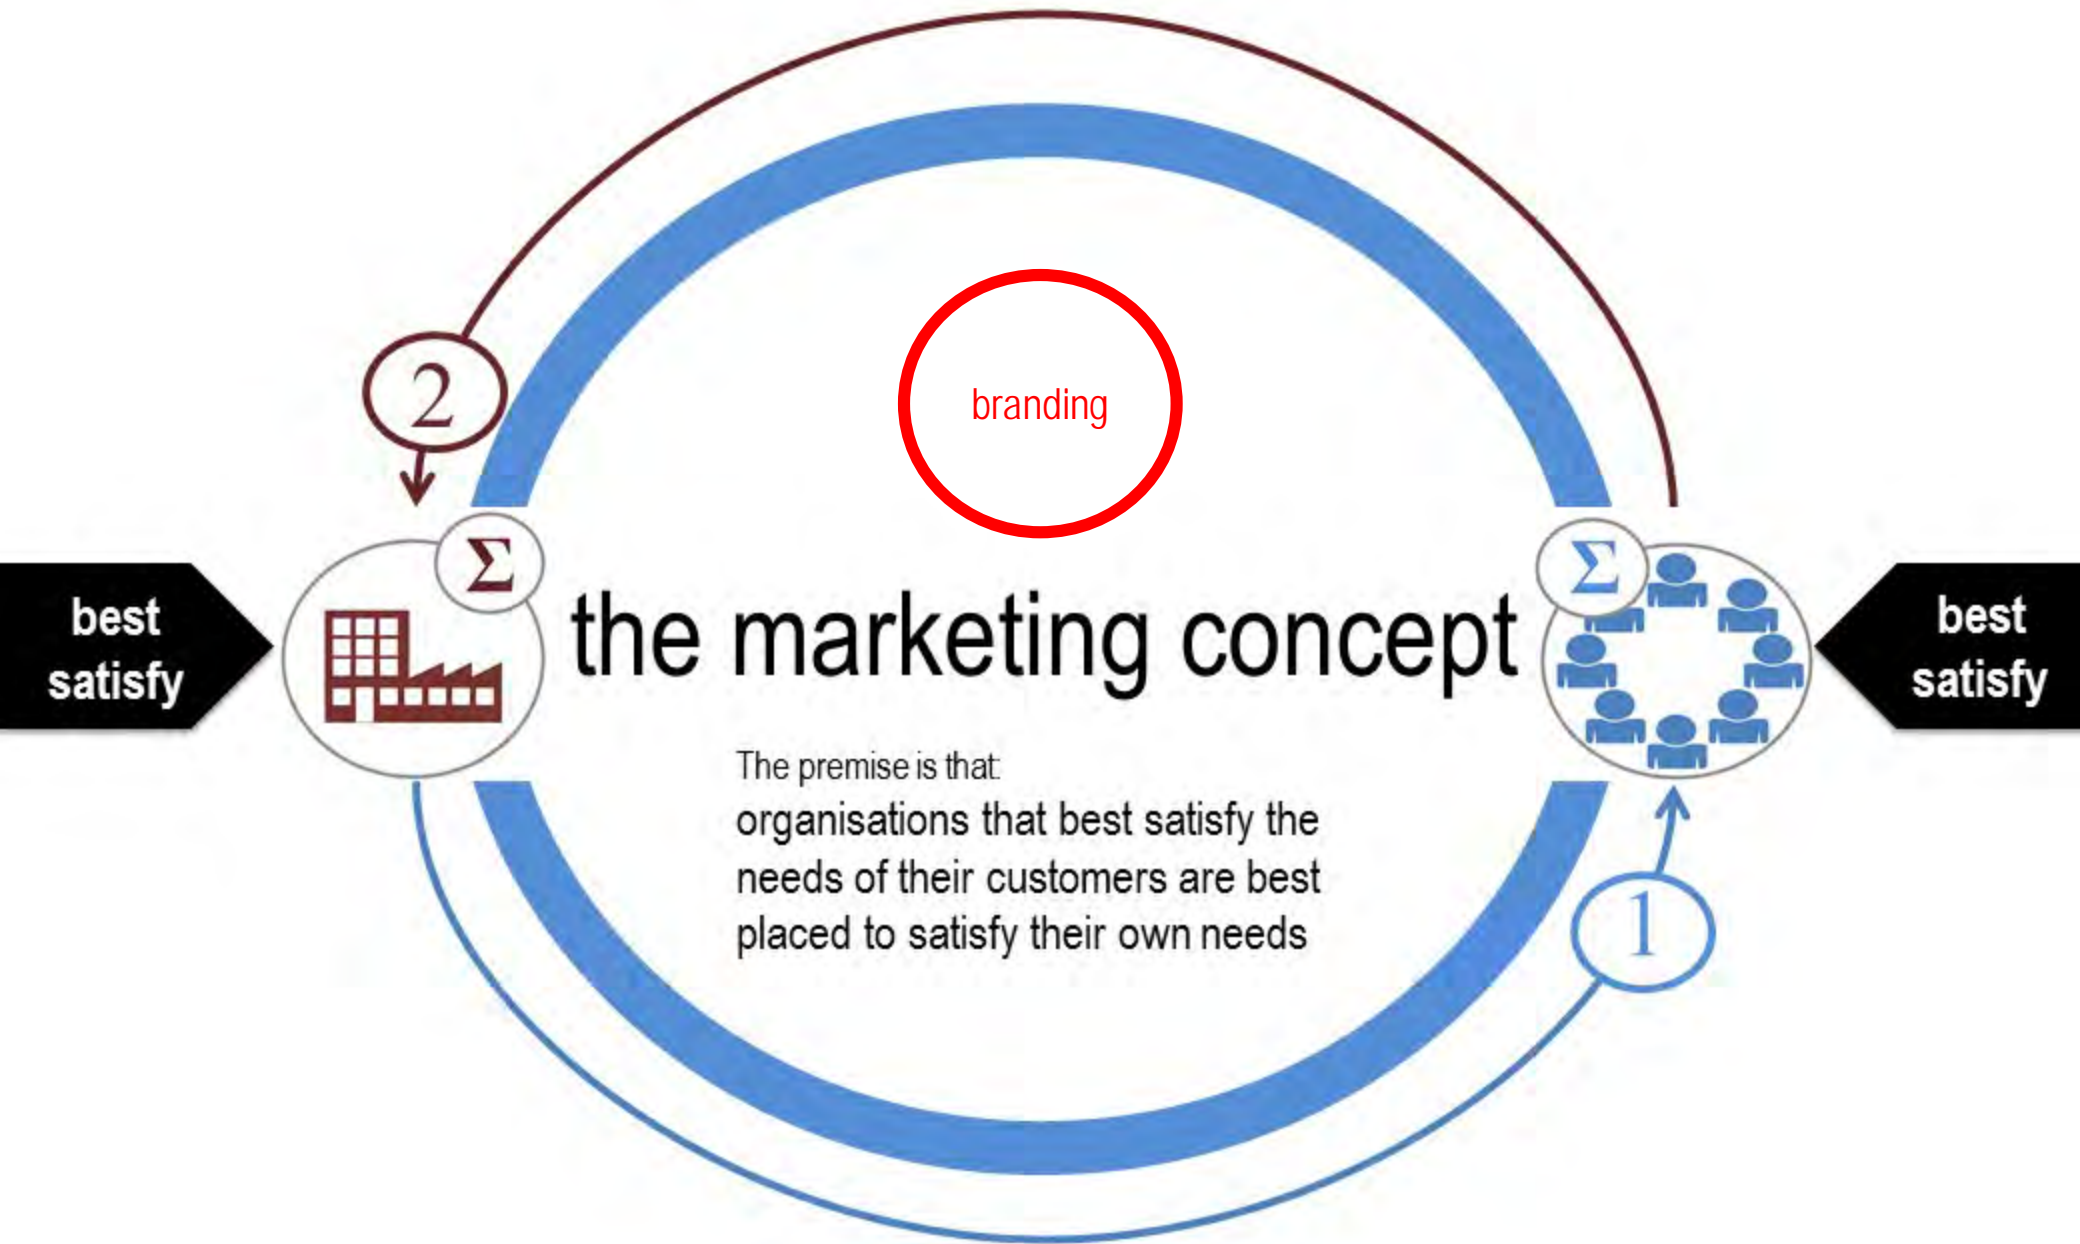 branding
2
Σ
Σ
best
satisfy
the marketing concept
best
satisfy
The premise is that:
organisations that best satisfy the
needs of their customers are best
placed to satisfy their own needs
1